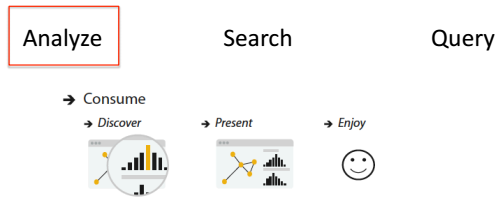 Analyze Search Query
➔ Consume
➔ Discover ➔ Present ➔ Enjoy